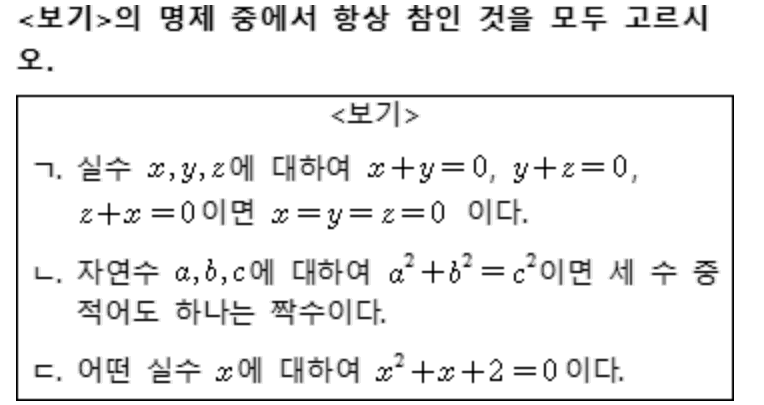 <보기>의 명제 중에서 항상 참인 것을 모두 고르시
오.
<보기>
ㄱ. 실수 x, y, z에 대하여 x+y=0, y+z=0,
z+x=0이면 x=y=z=0 이다.
ㄴ. 자연수 a, b, c에 대하여 a²+b²=c²이면 세 수 중
적어도 하나는 짝수이다.
ㄷ. 어떤 실수 x에 대하여 x²+x+2=0이다.